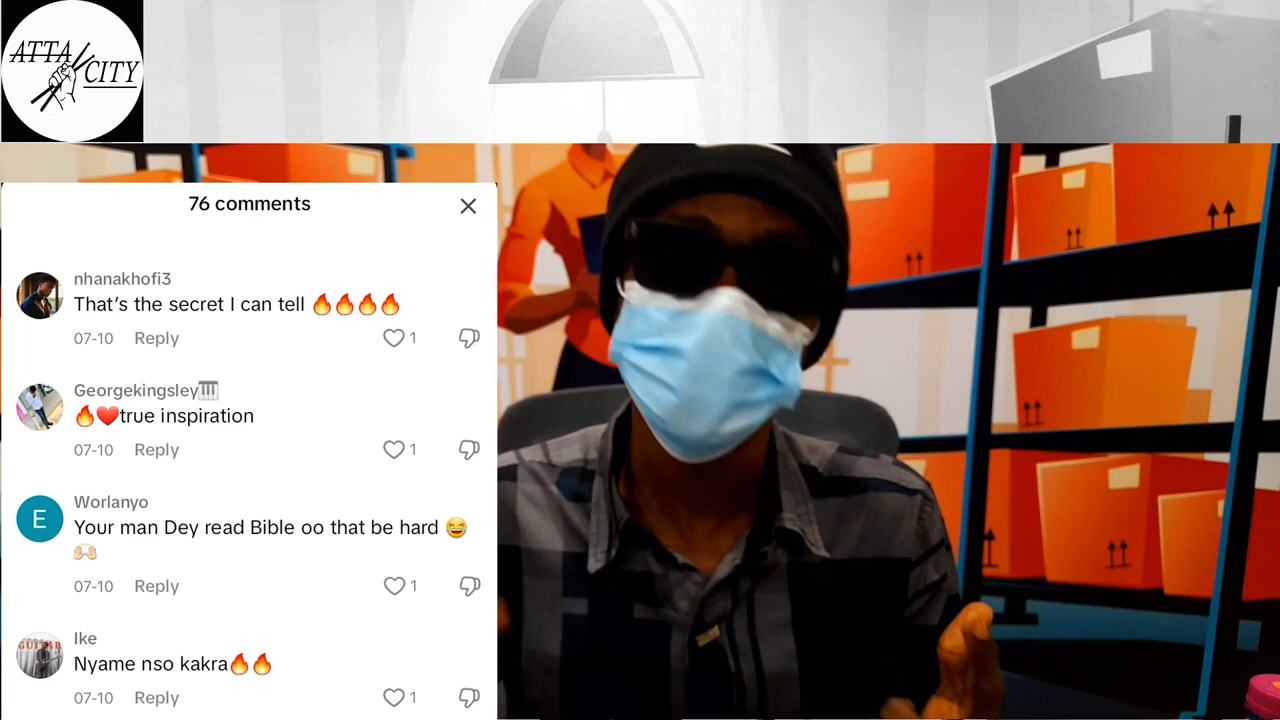 ATTA
CITY
76 comments
nhanakhofi3
That's the secret I can tell 🔥🔥🔥🔥
07-10 Reply 1
Georgekingsley🎹
🔥❤️true inspiration
07-10 Reply 1
E
Worlanyo
Your man Dey read Bible oo that be hard 😂
🙌🏻
07-10 Reply 1
Ike
GUITAR
Nyame nso kakra🔥🔥
07-10 Reply 1